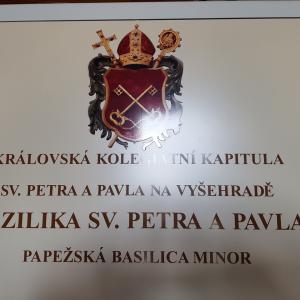 KRÁLOVSKÁ KOLEGIÁTNÍ KAPITULA
SV. PETRA A PAVLA NA VYŠEHRADĚ
ZILIKA SV. PETRA A PAVLA
PAPEŽSKÁ BASILICA MINOR